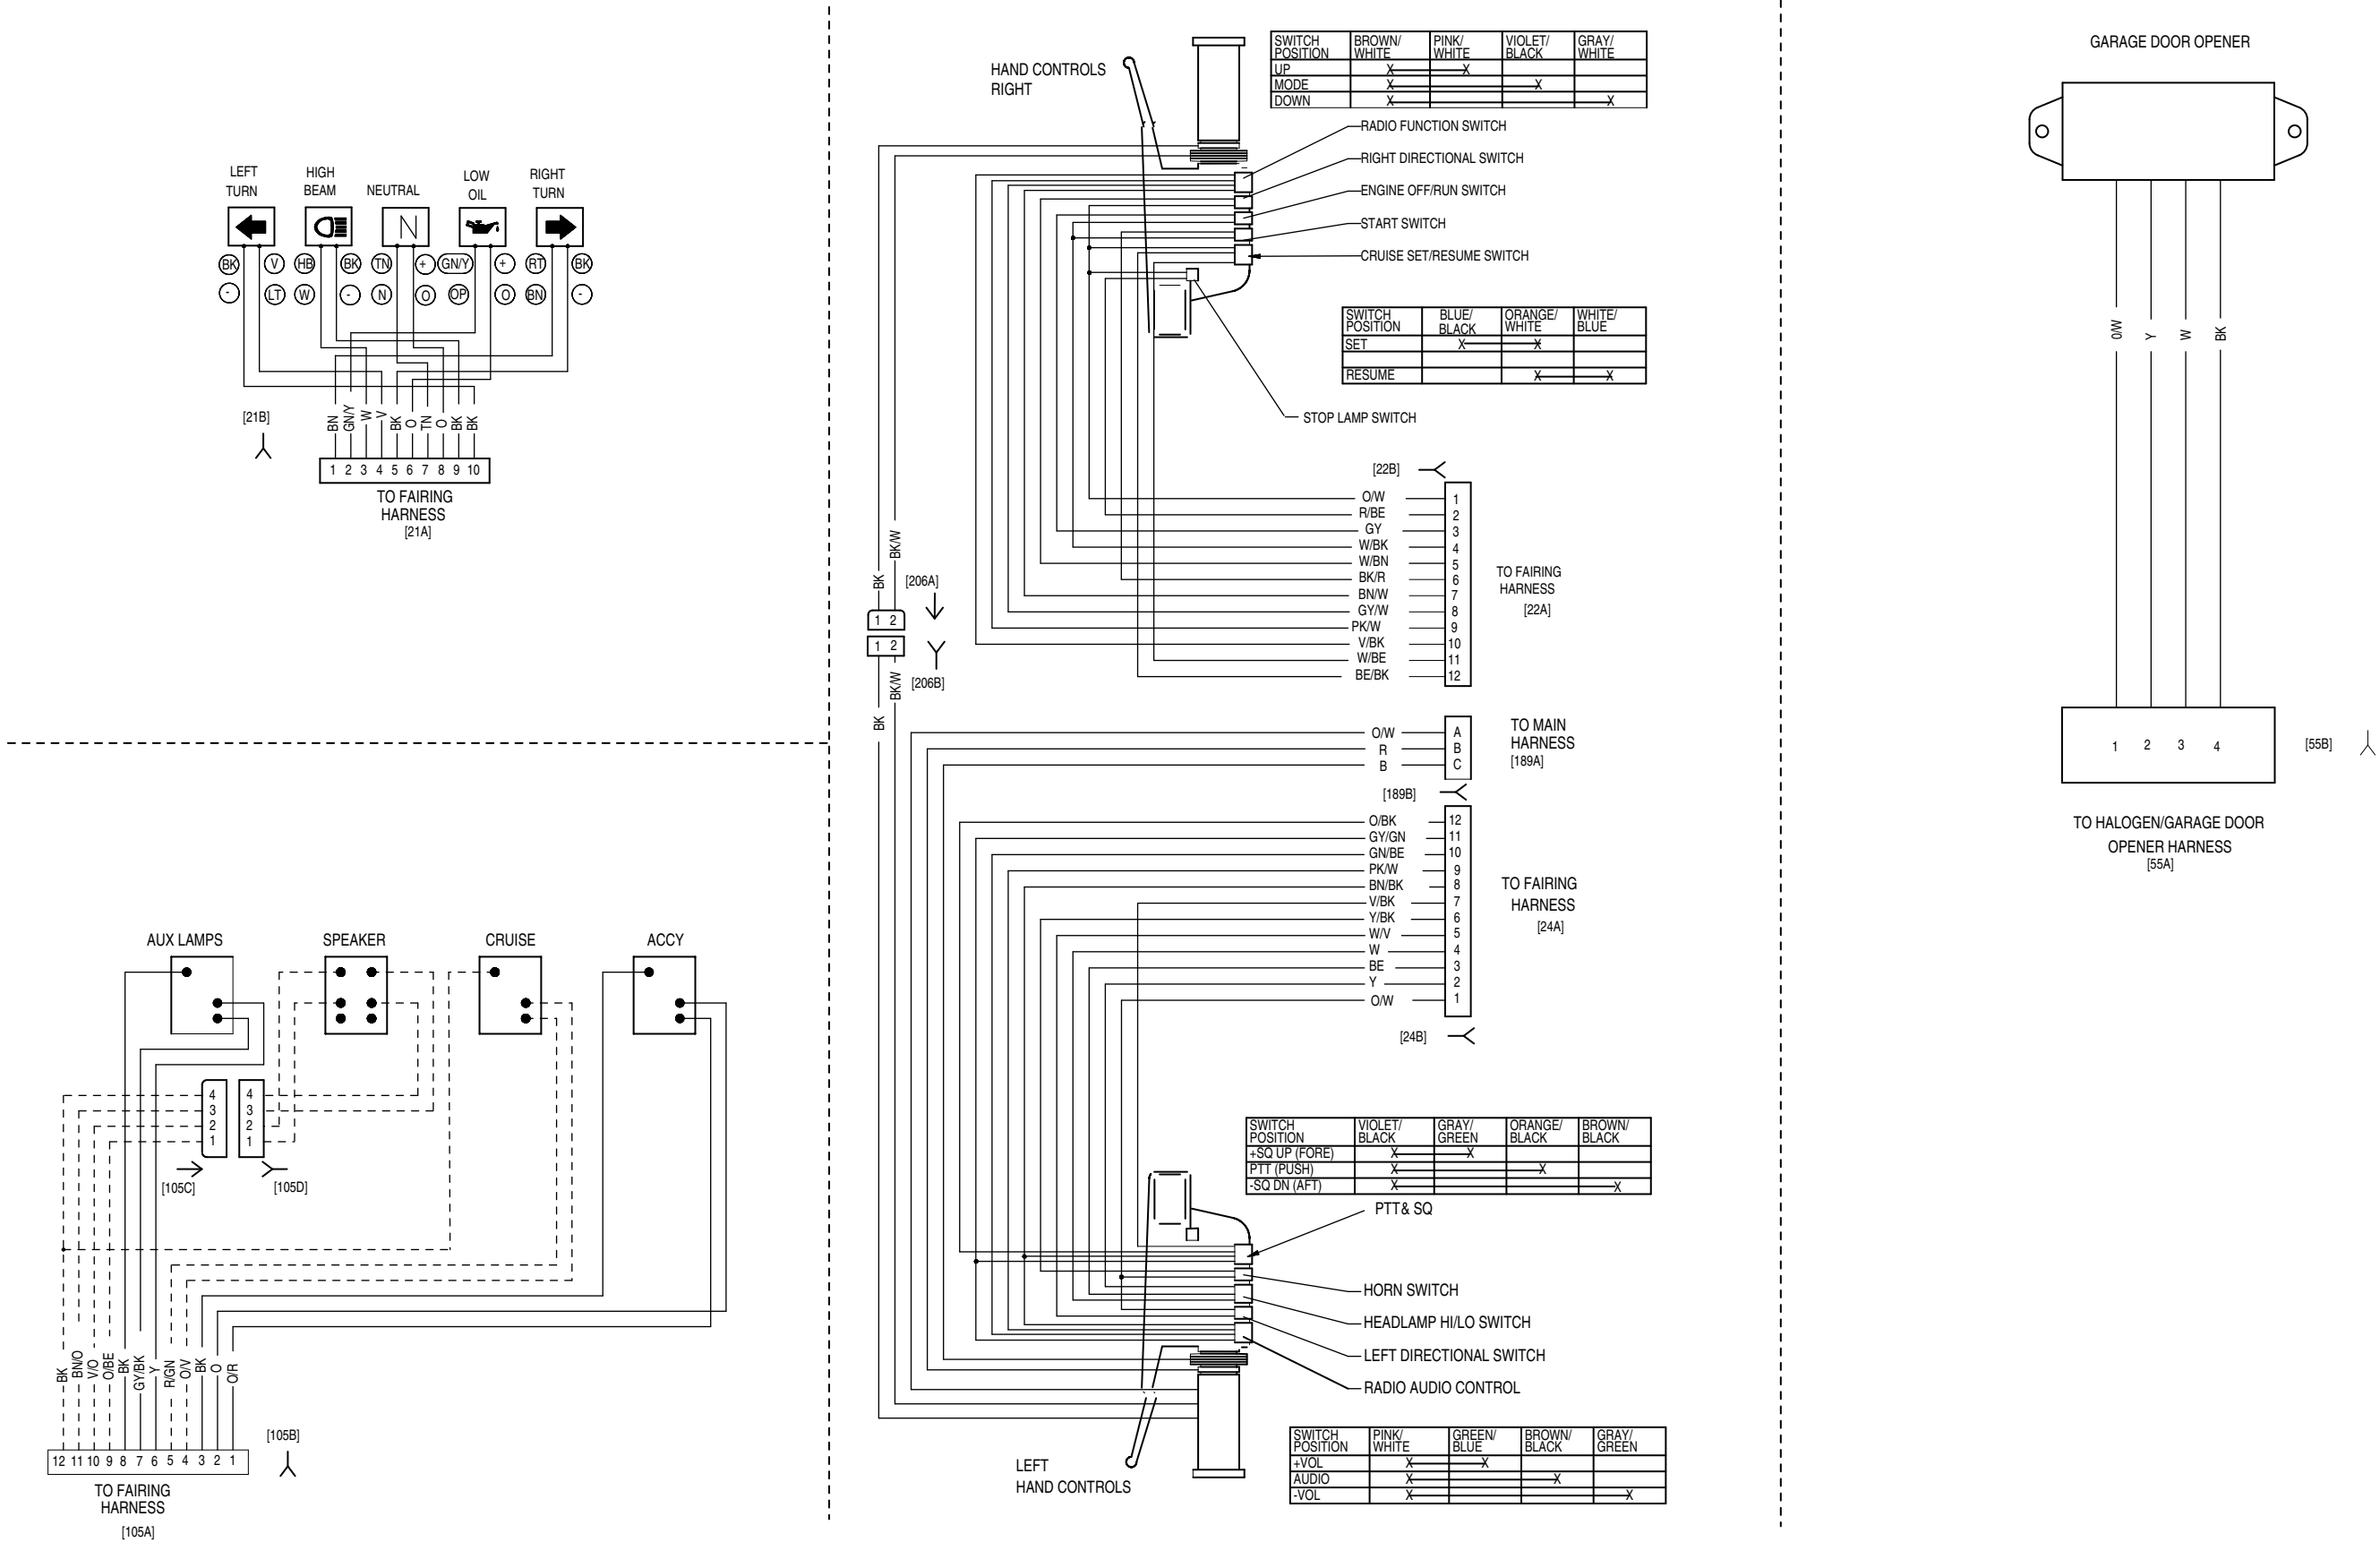 LEFT
TURN
HIGH
BEAM
NEUTRAL
LOW
OIL
RIGHT
TURN
N
BK V HB BK TN + GN/Y + RT BK
- LT W - N O OP O BN -
[21B]
BN GN/Y W V BK O TN O BK BK
1 2 3 4 5 6 7 8 9 10
TO FAIRING
HARNESS
[21A]
AUX LAMPS
SPEAKER
CRUISE
ACCY
4 4
3 3
2 2
1 1
[105C]
[105D]
BK BN/O V/O O/BE BK GY/BK Y R/GN O/V BK O O/R
[105B]
12 11 10 9 8 7 6 5 4 3 2 1
TO FAIRING
HARNESS
[105A]
HAND CONTROLS
RIGHT
SWITCH POSITION BROWN/ WHITE PINK/ WHITE VIOLET/ BLACK GRAY/ WHITE
UP X X
MODE X X
DOWN X X
RADIO FUNCTION SWITCH
RIGHT DIRECTIONAL SWITCH
ENGINE OFF/RUN SWITCH
START SWITCH
CRUISE SET/RESUME SWITCH
SWITCH POSITION BLUE/ BLACK ORANGE/ WHITE WHITE/ BLUE
SET X X
RESUME X X
STOP LAMP SWITCH
[22B]
O/W 1
R/BE 2
GY 3
W/BK 4
W/BN 5
BK/R 6
BN/W 7
GY/W 8
PK/W 9
V/BK 10
W/BE 11
BE/BK 12
TO FAIRING
HARNESS
[22A]
BK BK/W
[206A]
1 2
1 2
[206B]
BK BK/W
O/W A
R B
B C
TO MAIN
HARNESS
[189A]
[189B]
O/BK 12
GY/GN 11
GN/BE 10
PK/W 9
BN/BK 8
V/BK 7
Y/BK 6
W/V 5
W 4
BE 3
Y 2
O/W 1
TO FAIRING
HARNESS
[24A]
[24B]
SWITCH POSITION VIOLET/ BLACK GRAY/ GREEN ORANGE/ BLACK BROWN/ BLACK
+SQ UP (FORE) X X
PTT (PUSH) X X
-SQ DN (AFT) X X
PTT& SQ
HORN SWITCH
HEADLAMP HI/LO SWITCH
LEFT DIRECTIONAL SWITCH
RADIO AUDIO CONTROL
LEFT
HAND CONTROLS
SWITCH POSITION PINK/ WHITE GREEN/ BLUE BROWN/ BLACK GRAY/ GREEN
+VOL X X
AUDIO X X
-VOL X X
GARAGE DOOR OPENER
O/W Y W BK
1 2 3 4
[55B]
TO HALOGEN/GARAGE DOOR
OPENER HARNESS
[55A]